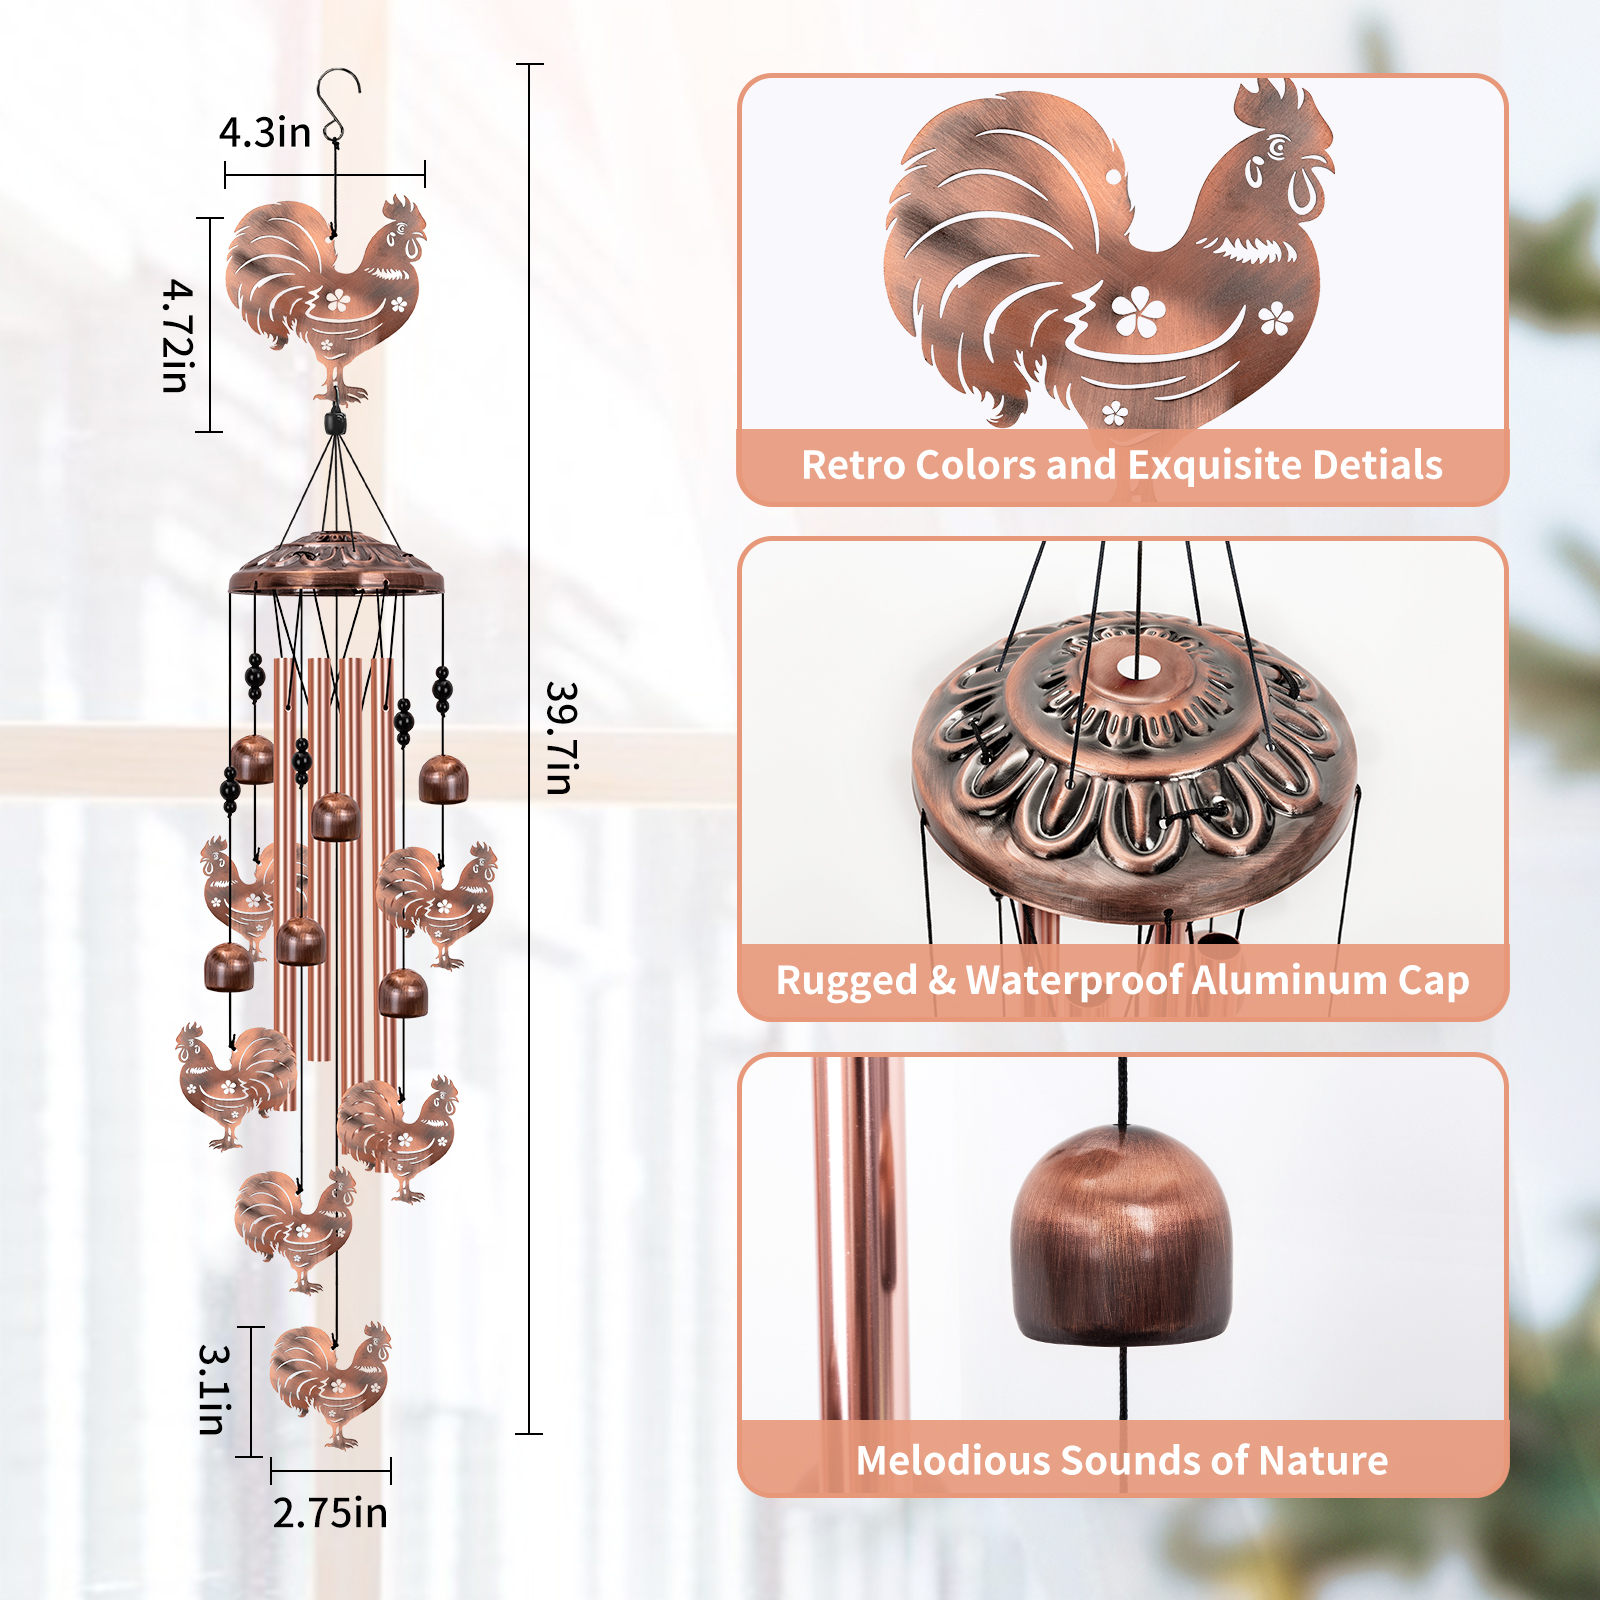 4.3in
4.72in
39.7in
3.1in
2.75in
Retro Colors and Exquisite Detials
Rugged & Waterproof Aluminum Cap
Melodious Sounds of Nature